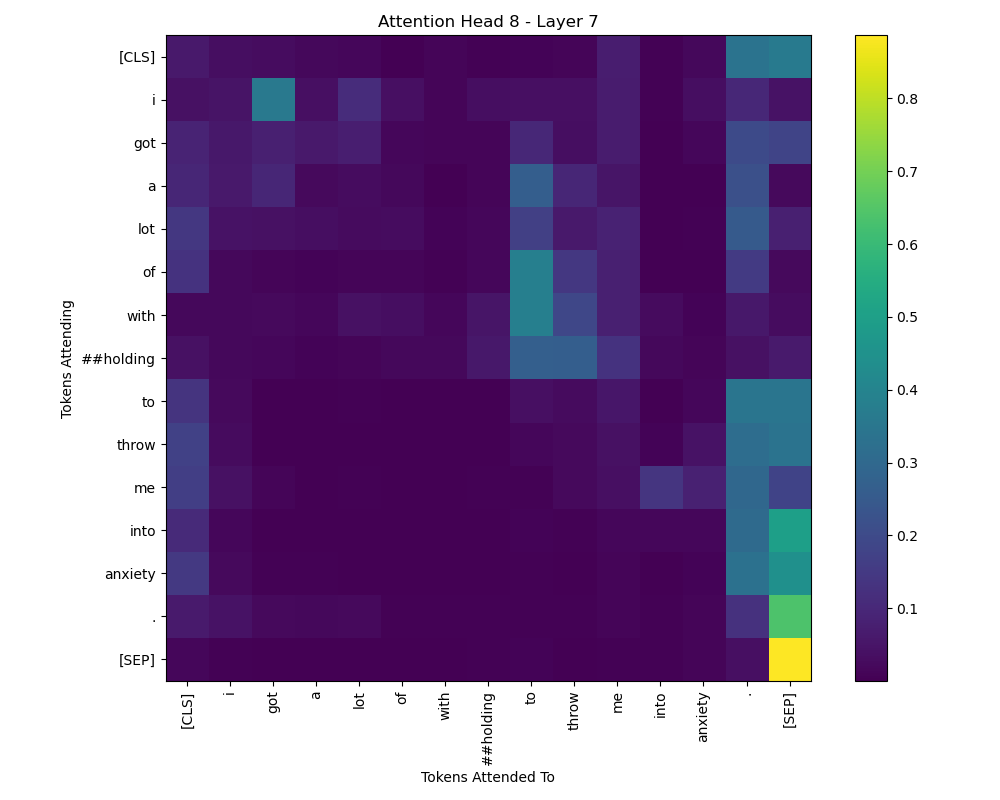 Attention Head 8 - Layer 7
Tokens Attending
[CLS]
i
got
a
lot
of
with
##holding
to
throw
me
into
anxiety
.
[SEP]
[CLS]
i
got
a
lot
of
with
##holding
to
throw
me
into
anxiety
.
[SEP]
Tokens Attended To
0.8
0.7
0.6
0.5
0.4
0.3
0.2
0.1